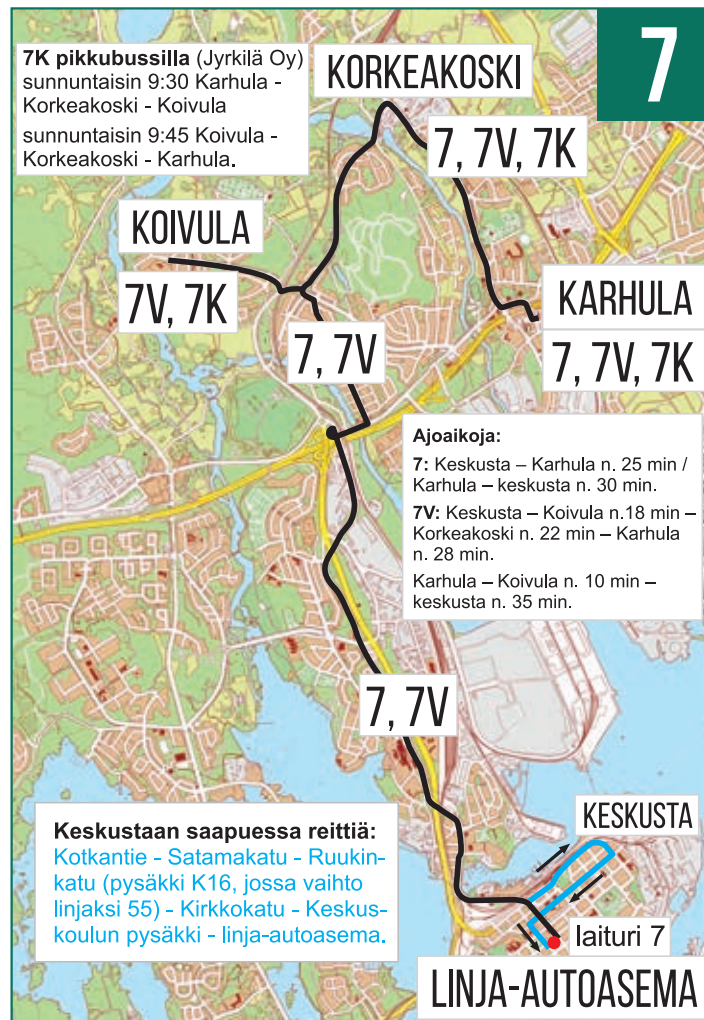 7K pikkubussilla (Jyrkilä Oy)
sunnuntaisin 9:30 Karhula -
Korkeakoski - Koivula
sunnuntaisin 9:45 Koivula -
Korkeakoski - Karhula.
KORKEAKOSKI
7
7, 7V, 7K
KOIVULA
7V, 7K
KARHULA
7, 7V
7, 7V, 7K
Ajoaikoja:
7: Keskusta – Karhula n. 25 min /
Karhula – keskusta n. 30 min.
7V: Keskusta – Koivula n.18 min –
Korkeakoski n. 22 min – Karhula
n. 28 min.
Karhula – Koivula n. 10 min –
keskusta n. 35 min.
7, 7V
KESKUSTA
Keskustaan saapuessa reittiä:
Kotkantie - Satamakatu - Ruukin-
katu (pysäkki K16, jossa vaihto
linjaksi 55) - Kirkkokatu - Keskus-
koulun pysäkki - linja-autoasema.
laituri 7
LINJA-AUTOASEMA